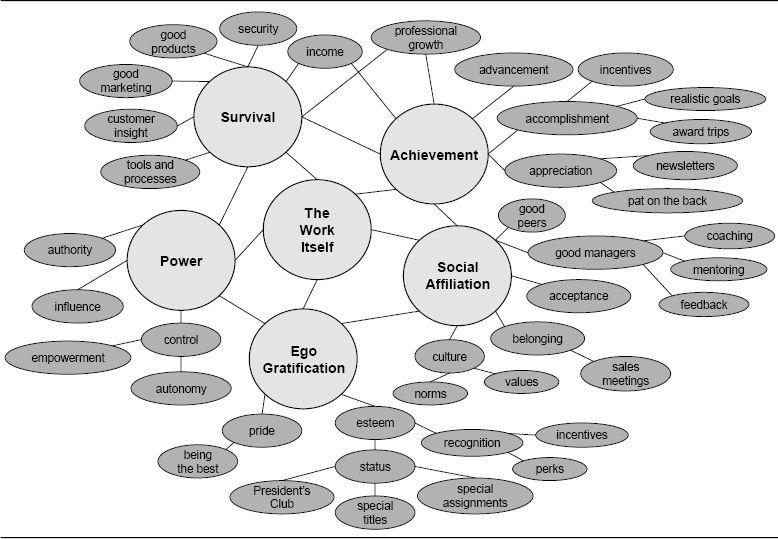 good
products
security
income
professional
growth
good
marketing
customer
insight
tools and
processes
Survival
Achievement
advancement
incentives
accomplishment
realistic goals
award trips
appreciation
newsletters
pat on the back
The
Work
Itself
Power
authority
influence
control
empowerment
autonomy
Social
Affiliation
good
peers
good managers
coaching
mentoring
feedback
acceptance
belonging
sales
meetings
culture
norms
values
Ego
Gratification
pride
being
the best
esteem
recognition
incentives
perks
status
President's
Club
special
titles
special
assignments